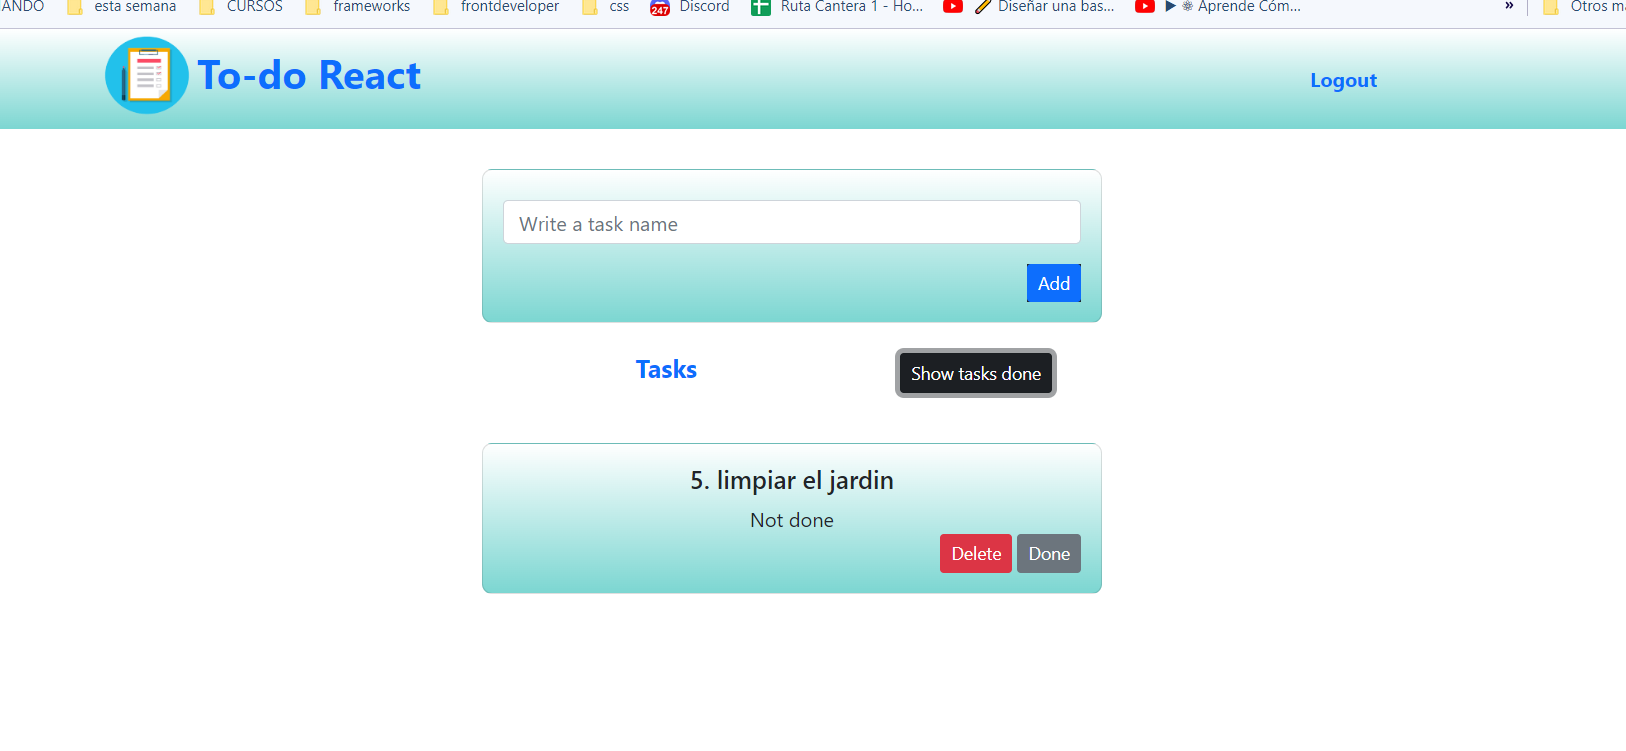 ANDO esta semana CURSOS frameworks frontdeveloper css 247 Discord Ruta Cantera 1 - Ho... Diseñar una bas... Aprende Cóm... » Otros ma
To-do React
Logout
Write a task name
Add
Tasks
Show tasks done
5. limpiar el jardin
Not done
Delete Done